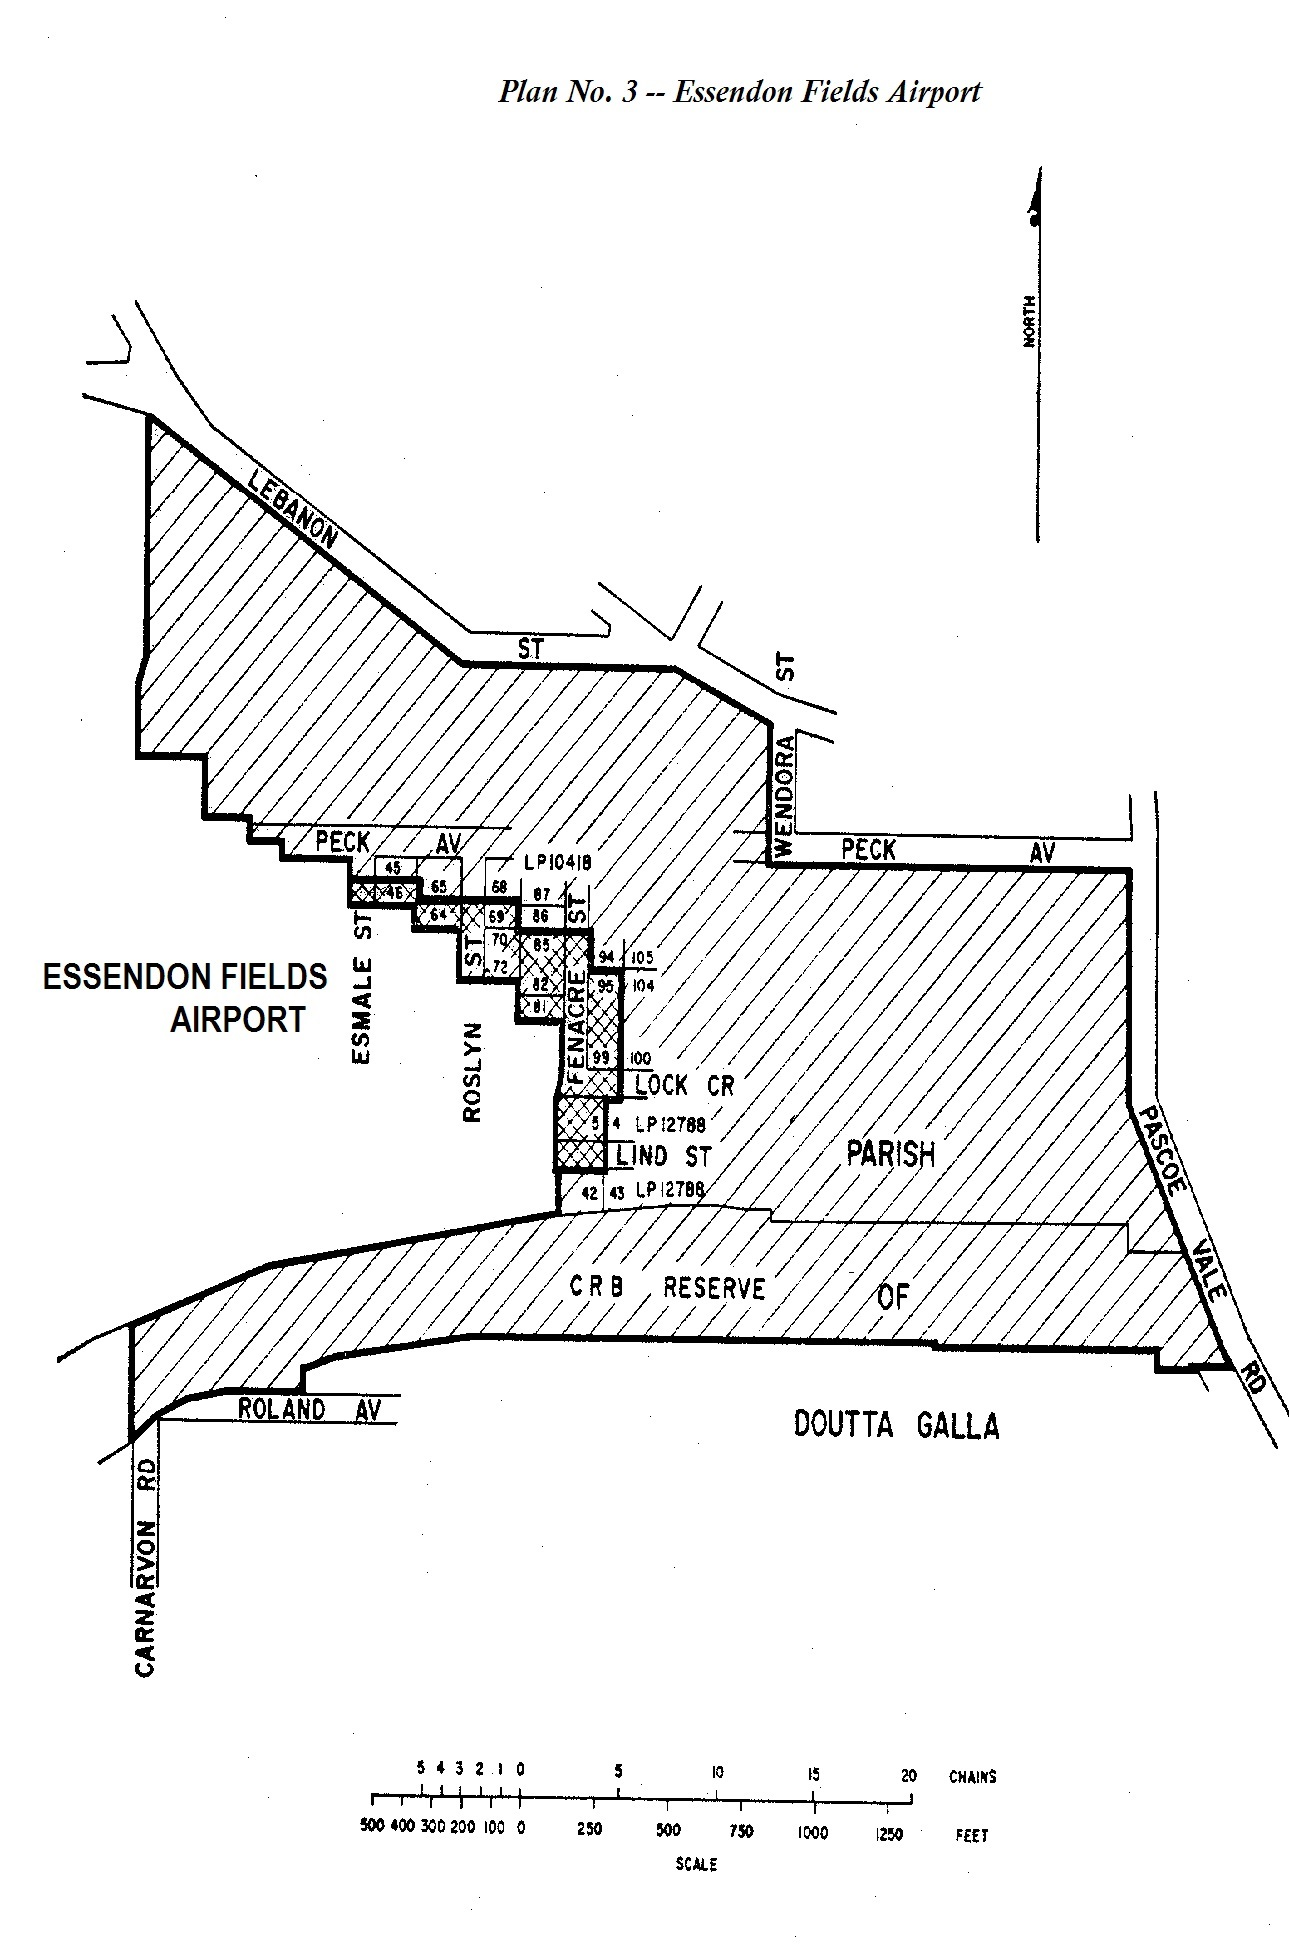 Plan No. 3 -- Essendon Fields Airport
NORTH
LEBANON
ST
ST
WENDORA
PECK AV
PECK AV
LP10418
45
46
65
68
87
64
69
86
ST
70
85
94
105
ST
72
82
95
104
81
ESSENDON FIELDS
AIRPORT
ESMALE ST
ROSLYN
FENACRE
99
100
LOCK CR
5
4
LP12788
LIND ST
42
43
LP12788
PARISH
PASCOE
VALE
RD
CRB RESERVE
OF
ROLAND AV
DOUTTA GALLA
CARNARVON RD
5 4 3 2 1 0 5 10 15 20 CHAINS
500 400 300 200 100 0 250 500 750 1000 1250 FEET
SCALE